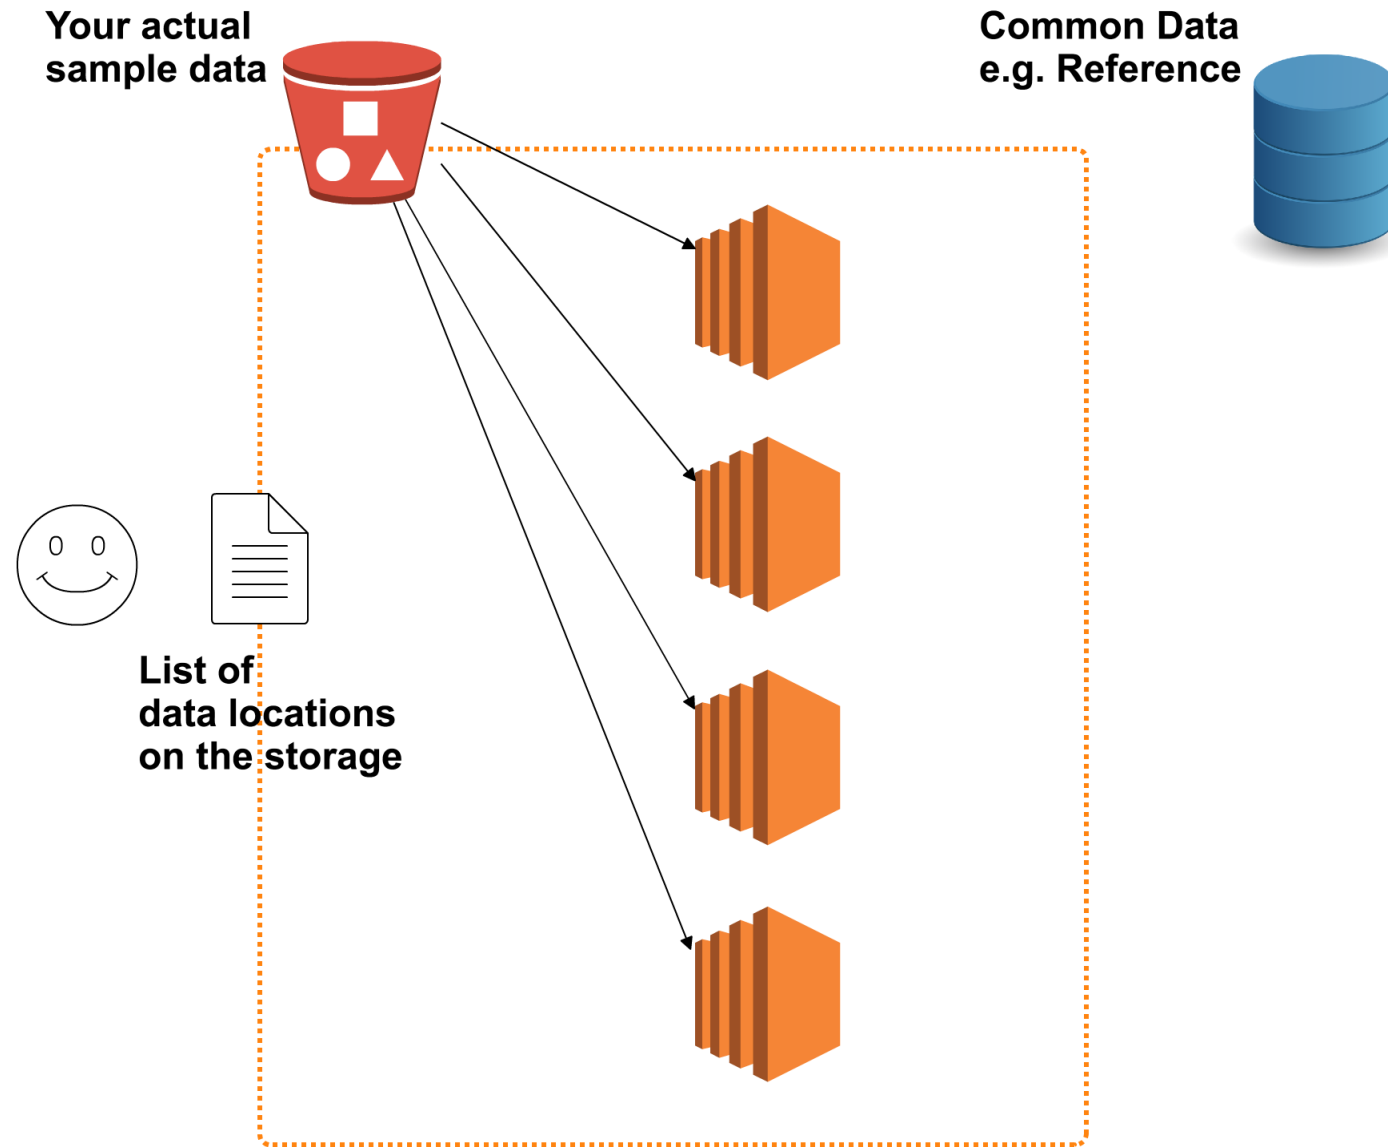 Your actual
sample data
Common Data
e.g. Reference
List of
data locations
on the storage